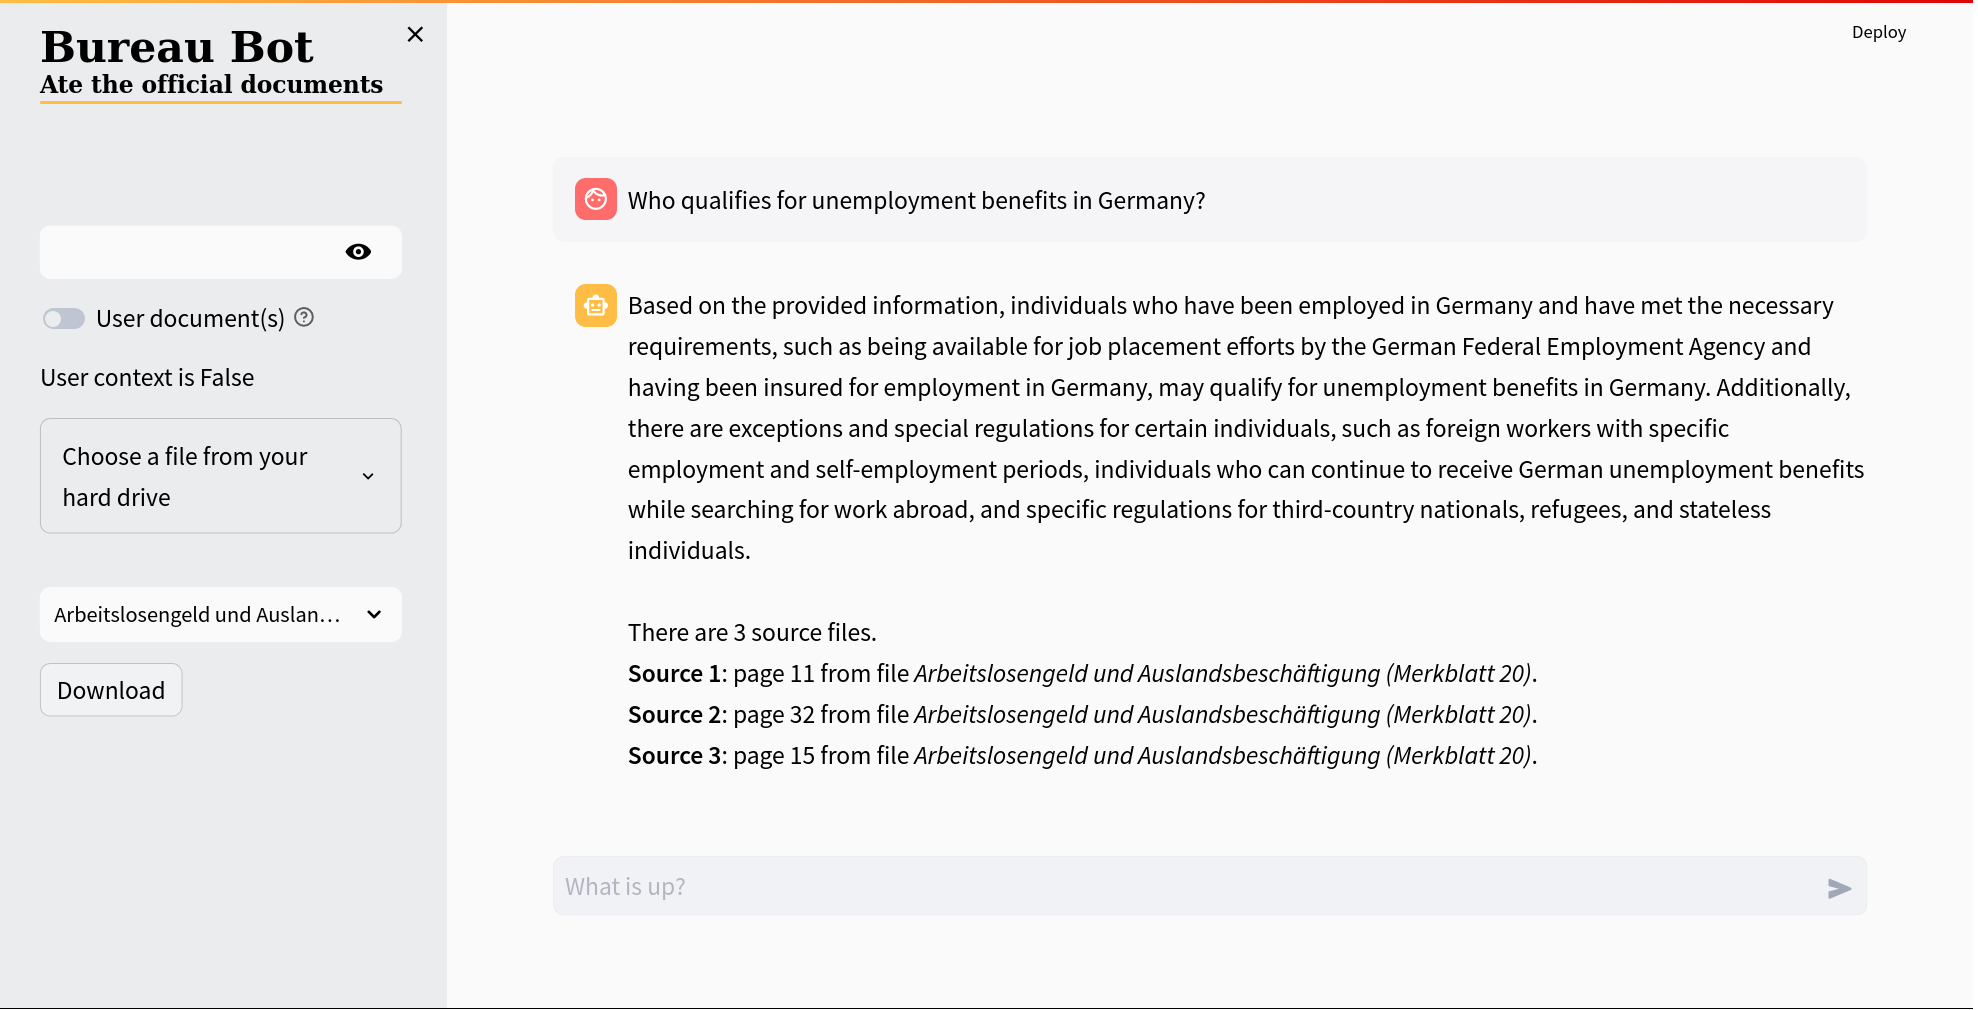 Bureau Bot
Ate the official documents
User document(s)
User context is False
Choose a file from your
hard drive
Arbeitslosengeld und Auslan...
Download
Deploy
Who qualifies for unemployment benefits in Germany?
Based on the provided information, individuals who have been employed in Germany and have met the necessary
requirements, such as being available for job placement efforts by the German Federal Employment Agency and
having been insured for employment in Germany, may qualify for unemployment benefits in Germany. Additionally,
there are exceptions and special regulations for certain individuals, such as foreign workers with specific
employment and self-employment periods, individuals who can continue to receive German unemployment benefits
while searching for work abroad, and specific regulations for third-country nationals, refugees, and stateless
individuals.
There are 3 source files.
Source 1: page 11 from file Arbeitslosengeld und Auslandsbeschäftigung (Merkblatt 20).
Source 2: page 32 from file Arbeitslosengeld und Auslandsbeschäftigung (Merkblatt 20).
Source 3: page 15 from file Arbeitslosengeld und Auslandsbeschäftigung (Merkblatt 20).
What is up?